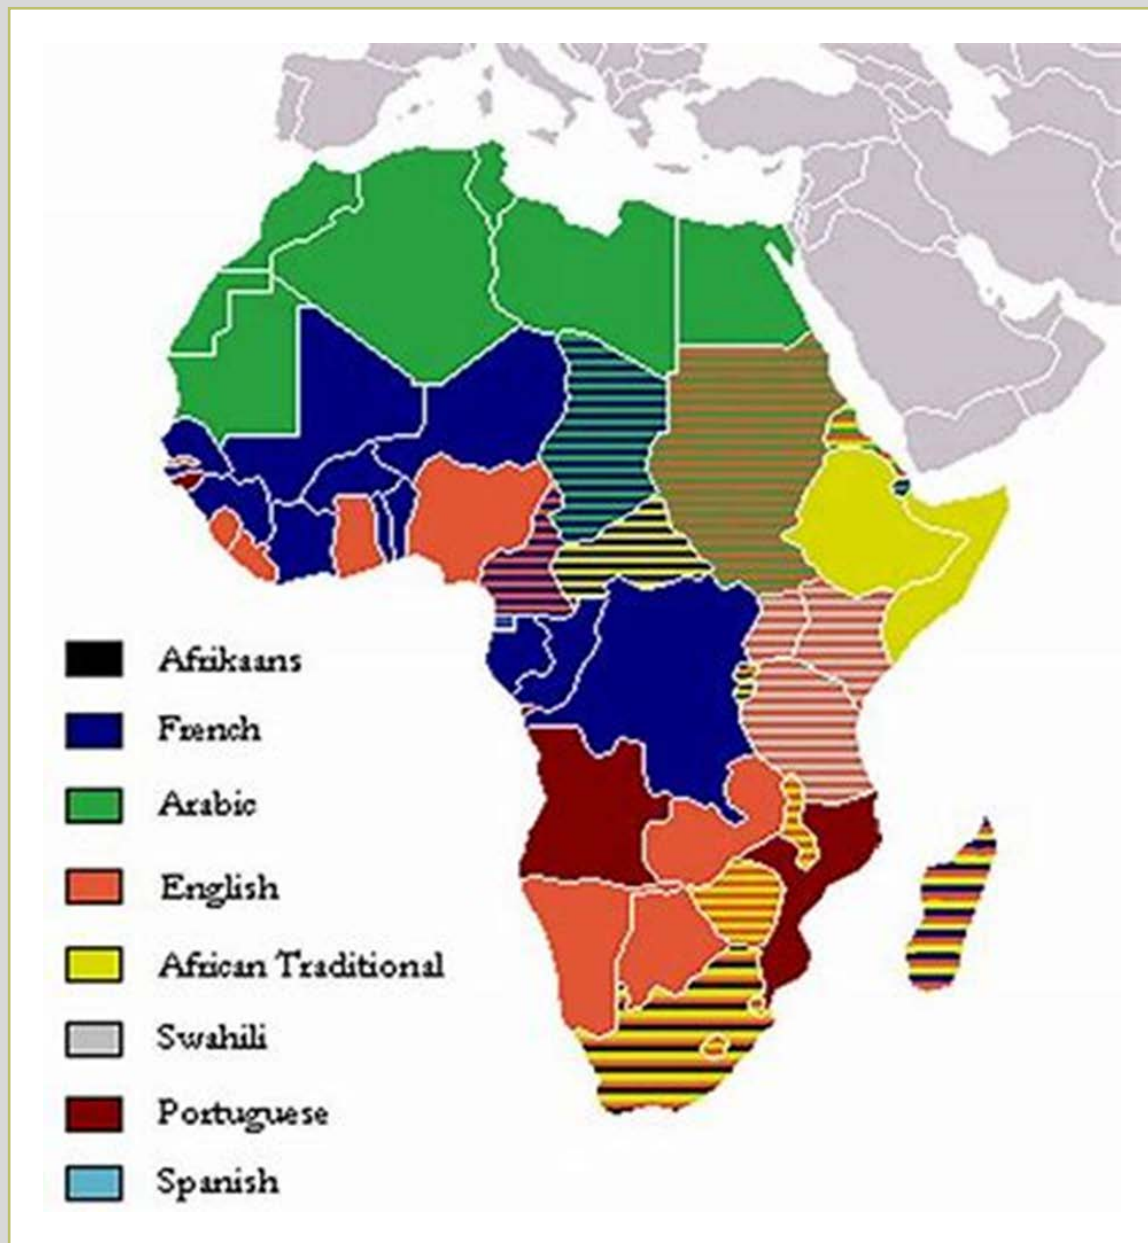 Afrikaans
French
Arabic
English
African Traditional
Swahili
Portuguese
Spanish